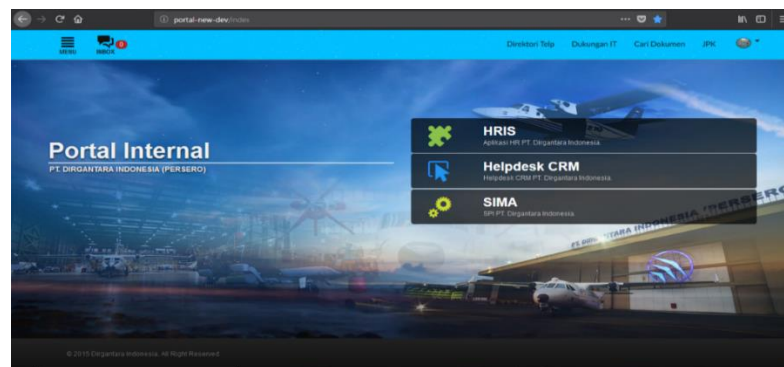 portal-new-dev/index
MENU
INBOX 0
Direktori Telp Dukungan IT Cari Dokumen JPK
Portal Internal
PT. DIRGANTARA INDONESIA (PERSERO)
HRIS
Aplikasi HR PT. Dirgantara Indonesia.
Helpdesk CRM
Helpdesk CRM PT. Dirgantara Indonesia.
SIMA
SPI PT. Dirgantara Indonesia.
© 2015 Dirgantara Indonesia. All Right Reserved